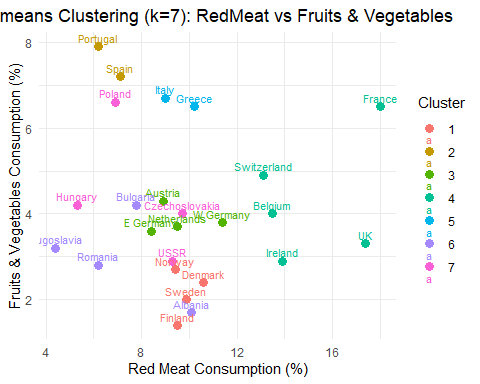 means Clustering (k=7): RedMeat vs Fruits & Vegetables
Fruits & Vegetables Consumption (%)
8
6
4
2
Portugal
Spain
Poland
Italy
Greece
France
Switzerland
Hungary
Bulgaria
Austria
Czechoslovakia
Belgium
E Germany
Netherlands
W Germany
UK
ugoslavia
Romania
USSR
Norway
Ireland
Denmark
Sweden
Albania
Finland
4
8
12
16
Red Meat Consumption (%)
Cluster
1
a
2
a
3
a
4
a
5
a
6
a
7
a